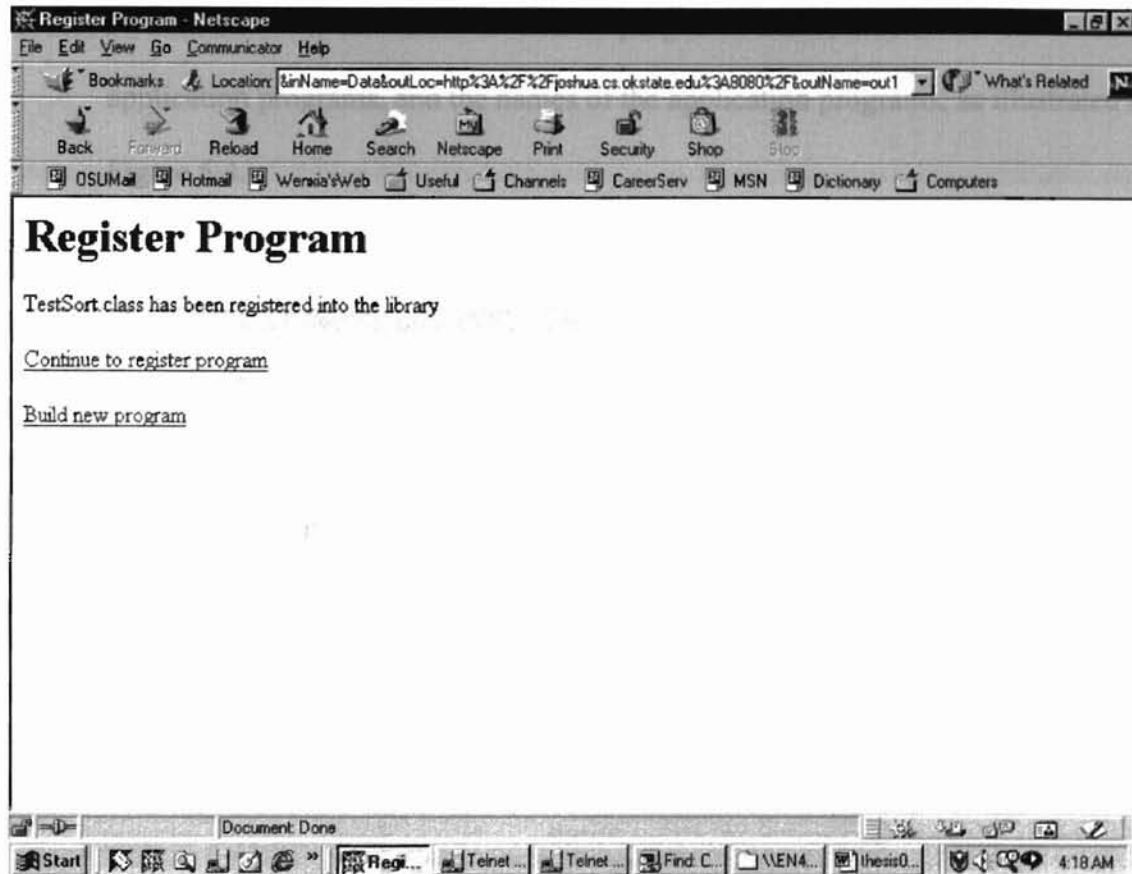 Register Program - Netscape
File Edit View Go Communicator Help
Bookmarks Location: &inName=Data&outLoc=http%3A%2F%2Fjoshua.cs.okstate.edu%3A8080%2F&outName=out1 What's Related N
My
Back Forward Reload Home Search Netscape Print Security Shop Stop
OSUMail Hotmail Wenxia'sWeb Useful Channels CareerServ MSN Dictionary Computers
Register Program
TestSort.class has been registered into the library
Continue to register program
Build new program
Document: Done
Start » Regi... Telnet ... Telnet ... Find: C... \\EN4... thesis0... 4:18 AM